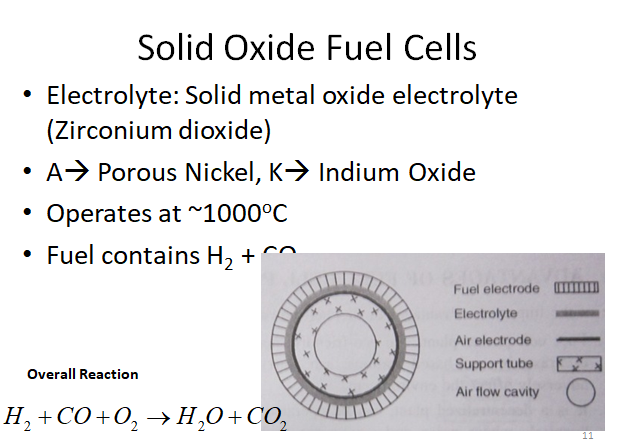 Solid Oxide Fuel Cells
• Electrolyte: Solid metal oxide electrolyte
(Zirconium dioxide)
• A→ Porous Nickel, K→ Indium Oxide
• Operates at ~1000°C
• Fuel contains H₂ + CO
Fuel electrode
Electrolyte
Air electrode
Support tube
Air flow cavity
Overall Reaction
H₂ + CO + O₂ → H₂O + CO₂
11